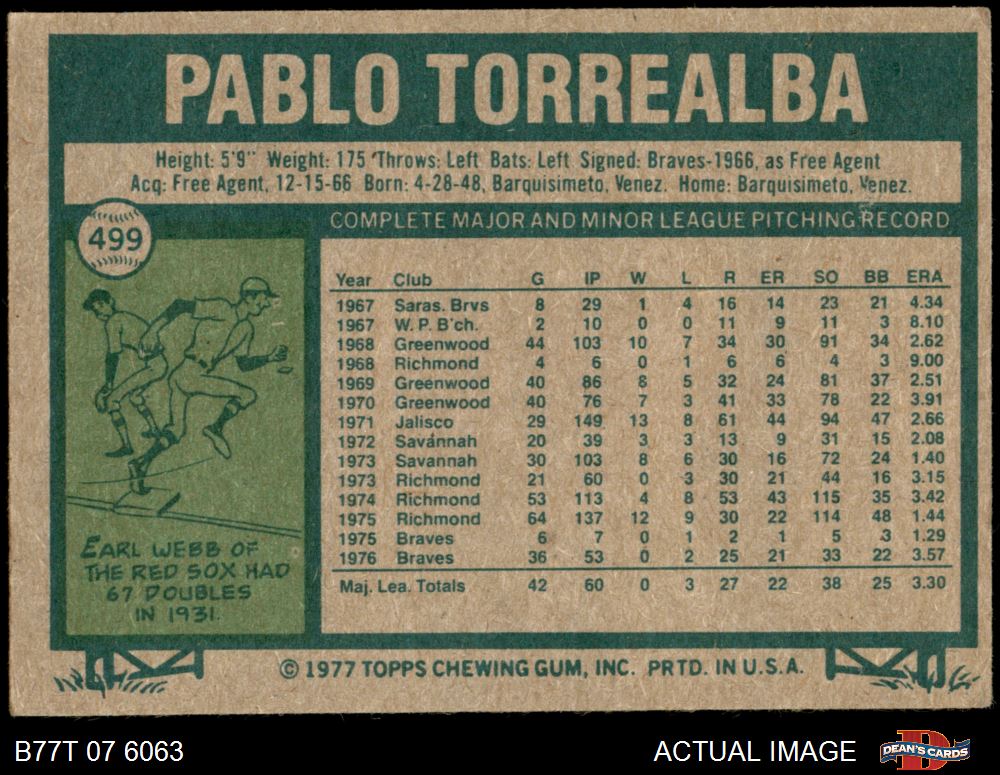 PABLO TORREALBA
Height: 5'9" Weight: 175 Throws: Left Bats: Left Signed: Braves-1966, as Free Agent
Acq: Free Agent, 12-15-66 Born: 4-28-48, Barquisimeto, Venez. Home: Barquisimeto, Venez.
499
COMPLETE MAJOR AND MINOR LEAGUE PITCHING RECORD
Year Club G IP W L R ER SO BB ERA
1967 Saras. Brvs 8 29 1 4 16 14 23 21 4.34
1967 W. P. B'ch. 2 10 0 0 11 9 11 3 8.10
1968 Greenwood 44 103 10 7 34 30 91 34 2.62
1968 Richmond 4 6 0 1 6 6 4 3 9.00
1969 Greenwood 40 86 8 5 32 24 81 37 2.51
1970 Greenwood 40 76 7 3 41 33 78 22 3.91
1971 Jalisco 29 149 13 8 61 44 94 47 2.66
1972 Savannah 20 39 3 3 13 9 31 15 2.08
1973 Savannah 30 103 8 6 30 16 72 24 1.40
1973 Richmond 21 60 0 3 30 21 44 16 3.15
1974 Richmond 53 113 4 8 53 43 115 35 3.42
1975 Richmond 64 137 12 9 30 22 114 48 1.44
1975 Braves 6 7 0 1 2 1 5 3 1.29
1976 Braves 36 53 0 2 25 21 33 22 3.57
Maj. Lea. Totals 42 60 0 3 27 22 38 25 3.30
EARL WEBB OF
THE RED SOX HAD
67 DOUBLES
IN 1931.
© 1977 TOPPS CHEWING GUM, INC. PRTD. IN U.S.A.
B77T 07 6063 ACTUAL IMAGE DEAN'S CARDS